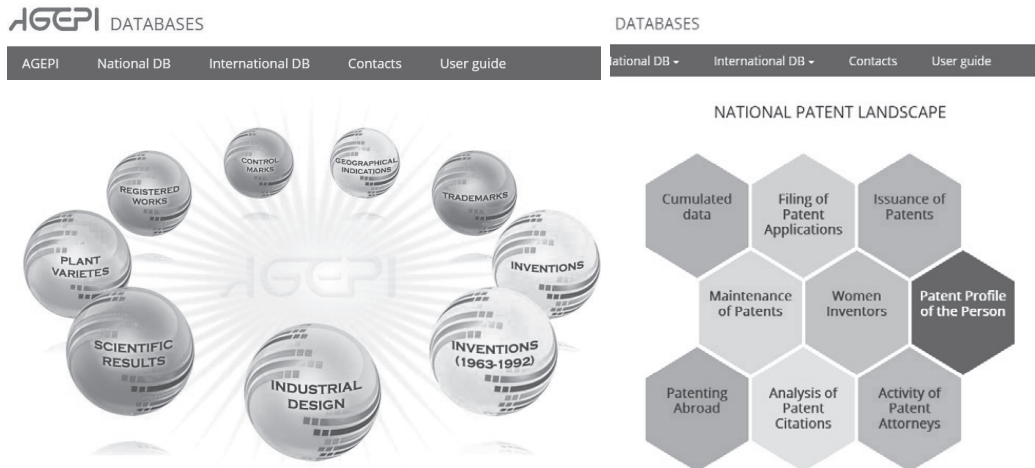 AGEPI DATABASES
AGEPI National DB International DB Contacts User guide
CONTROL
MARKS
GEOGRAPHICAL
INDICATIONS
REGISTERED
WORKS
TRADEMARKS
PLANT
VARIETES
INVENTIONS
SCIENTIFIC
RESULTS
INVENTIONS
(1963-1992)
INDUSTRIAL
DESIGN
AGEPI
DATABASES
ational DB International DB Contacts User guide
NATIONAL PATENT LANDSCAPE
Cumulated
data
Filing of
Patent
Applications
Issuance of
Patents
Maintenance
of Patents
Women
Inventors
Patent Profile
of the Person
Patenting
Abroad
Analysis of
Patent
Citations
Activity of
Patent
Attorneys